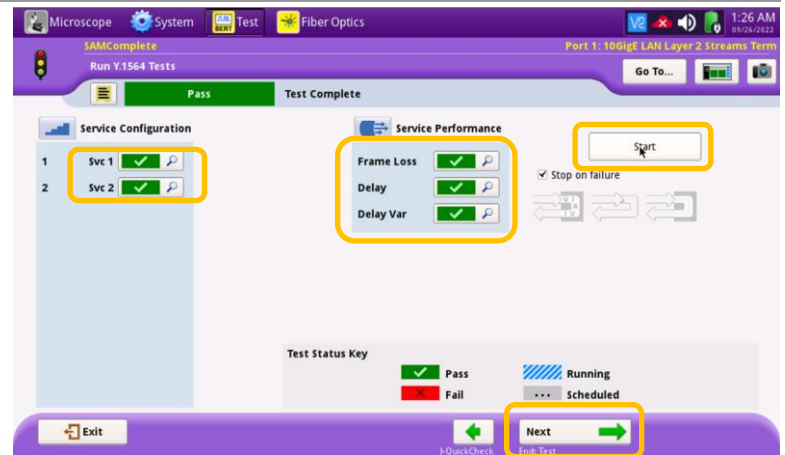 Microscope System Test Fiber Optics 1:26 AM
09/26/2022
SAMComplete Port 1: 10GigE LAN Layer 2 Streams Term
Run Y.1564 Tests Go To...
Pass Test Complete
Service Configuration Service Performance
Start
1 Svc 1 Frame Loss
Stop on failure
2 Svc 2 Delay
Delay Var
Test Status Key
Pass Running
Fail Scheduled
Exit Next
J-QuickCheck End: Test